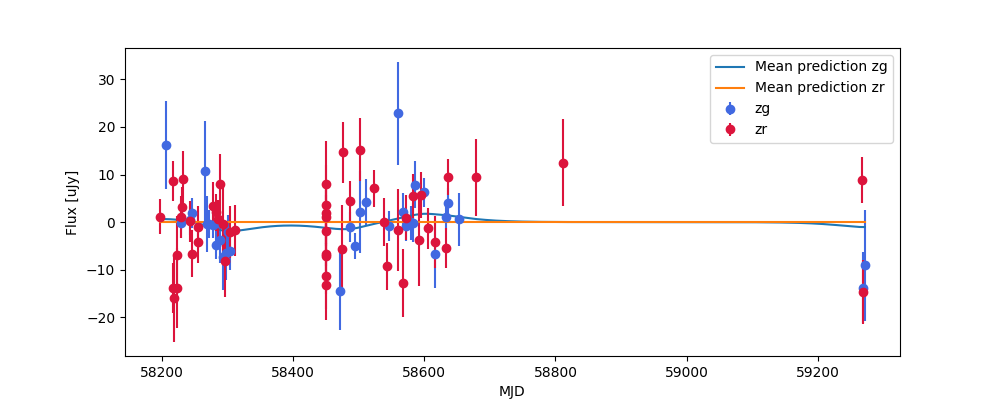 Mean prediction zg
Mean prediction zr
zg
zr
Flux [uJy]
30
20
10
0
−10
−20
58200 58400 58600 58800 59000 59200
MJD